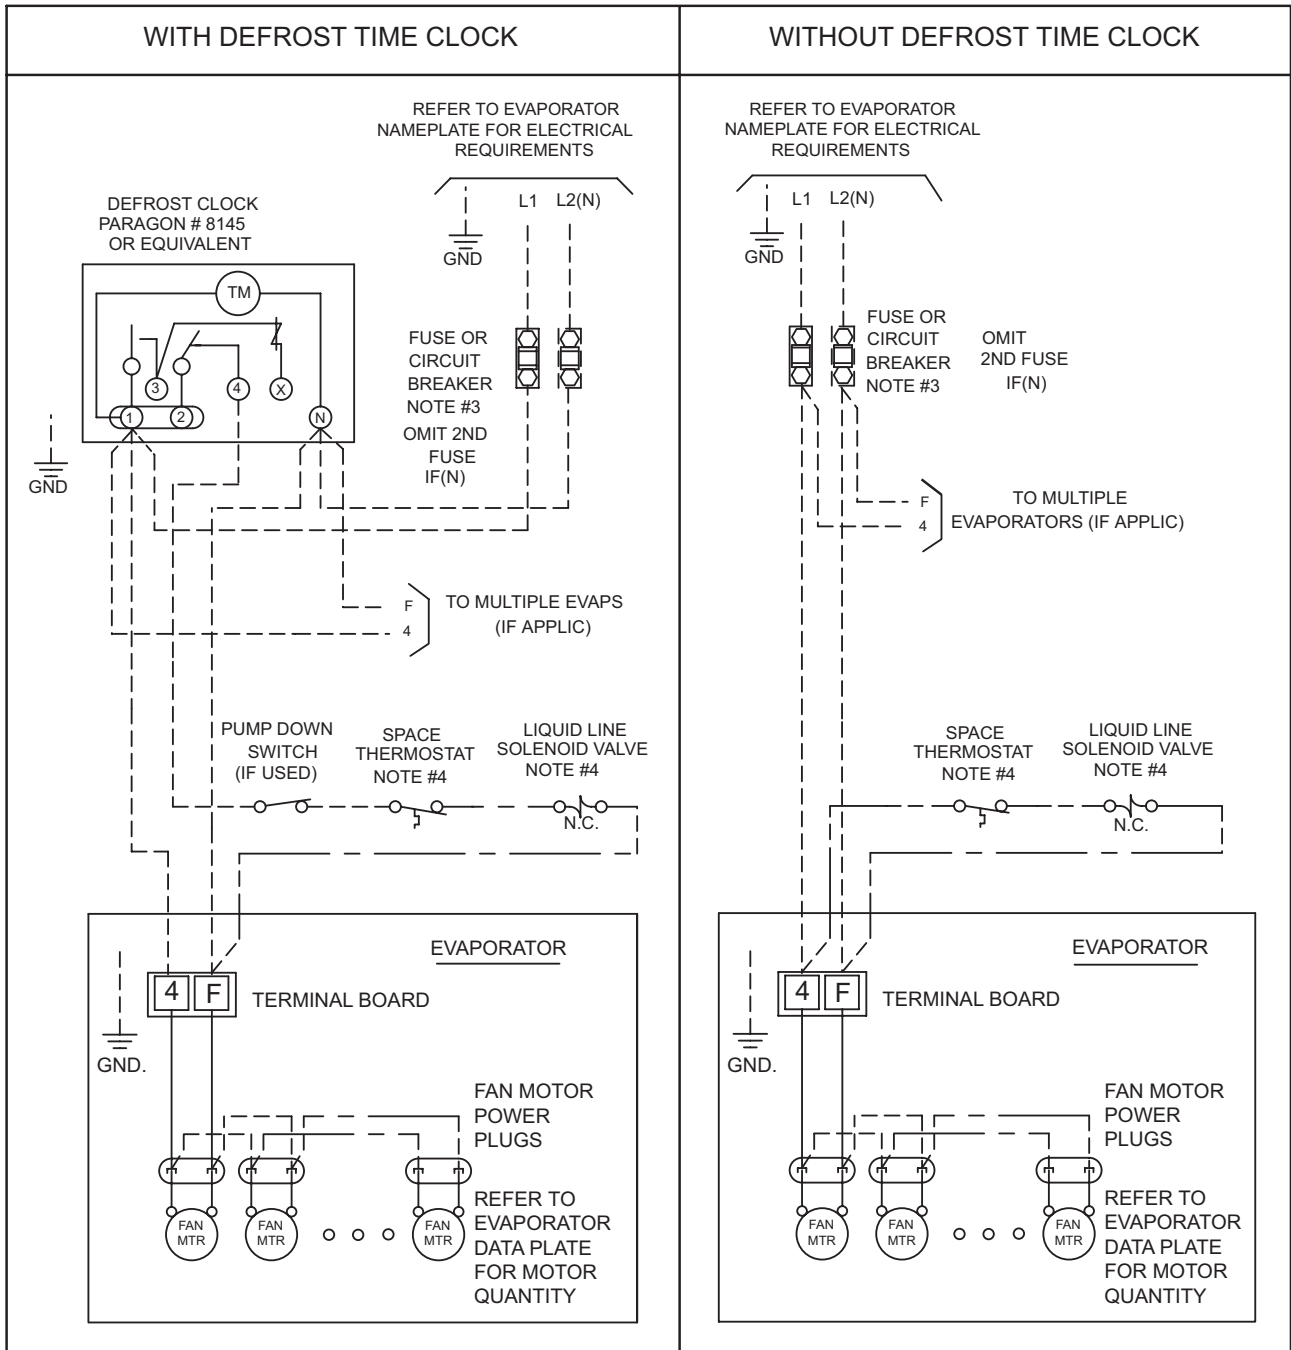 WITH DEFROST TIME CLOCK
REFER TO EVAPORATOR
NAMEPLATE FOR ELECTRICAL
REQUIREMENTS
L1 L2(N)
GND
DEFROST CLOCK
PARAGON # 8145
OR EQUIVALENT
TM
3 4 X
1 2 N
GND
FUSE OR
CIRCUIT
BREAKER
NOTE #3
OMIT 2ND
FUSE
IF(N)
F
4
TO MULTIPLE EVAPS
(IF APPLIC)
PUMP DOWN
SWITCH
(IF USED)
SPACE
THERMOSTAT
NOTE #4
LIQUID LINE
SOLENOID VALVE
NOTE #4
N.C.
EVAPORATOR
4 F
TERMINAL BOARD
GND.
FAN MOTOR
POWER
PLUGS
FAN
MTR
FAN
MTR
FAN
MTR
REFER TO
EVAPORATOR
DATA PLATE
FOR MOTOR
QUANTITY
WITHOUT DEFROST TIME CLOCK
REFER TO EVAPORATOR
NAMEPLATE FOR ELECTRICAL
REQUIREMENTS
L1 L2(N)
GND
FUSE OR
CIRCUIT
BREAKER
NOTE #3
OMIT
2ND FUSE
IF(N)
F
4
TO MULTIPLE
EVAPORATORS (IF APPLIC)
SPACE
THERMOSTAT
NOTE #4
LIQUID LINE
SOLENOID VALVE
NOTE #4
N.C.
EVAPORATOR
4 F
TERMINAL BOARD
GND.
FAN MOTOR
POWER
PLUGS
FAN
MTR
FAN
MTR
FAN
MTR
REFER TO
EVAPORATOR
DATA PLATE
FOR MOTOR
QUANTITY